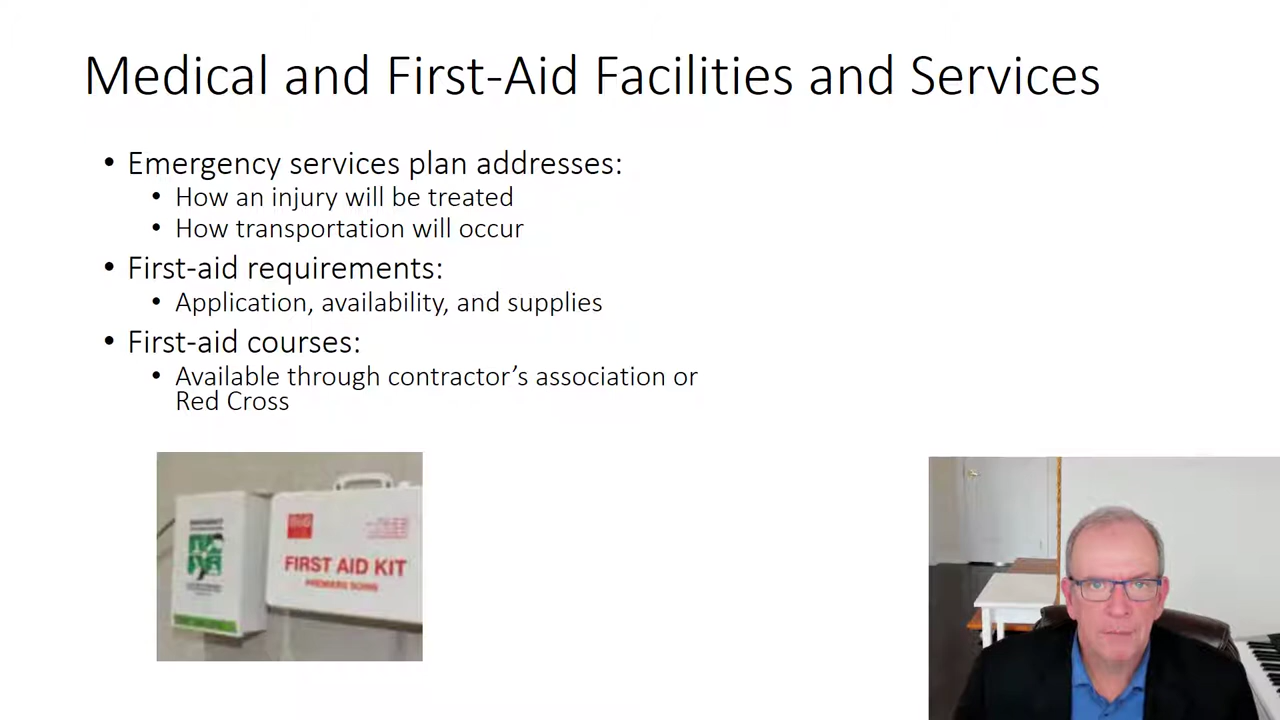 Medical and First-Aid Facilities and Services
• Emergency services plan addresses:
• How an injury will be treated
• How transportation will occur
• First-aid requirements:
• Application, availability, and supplies
• First-aid courses:
• Available through contractor’s association or
Red Cross
FIRST AID KIT
PREMIERS SOINS